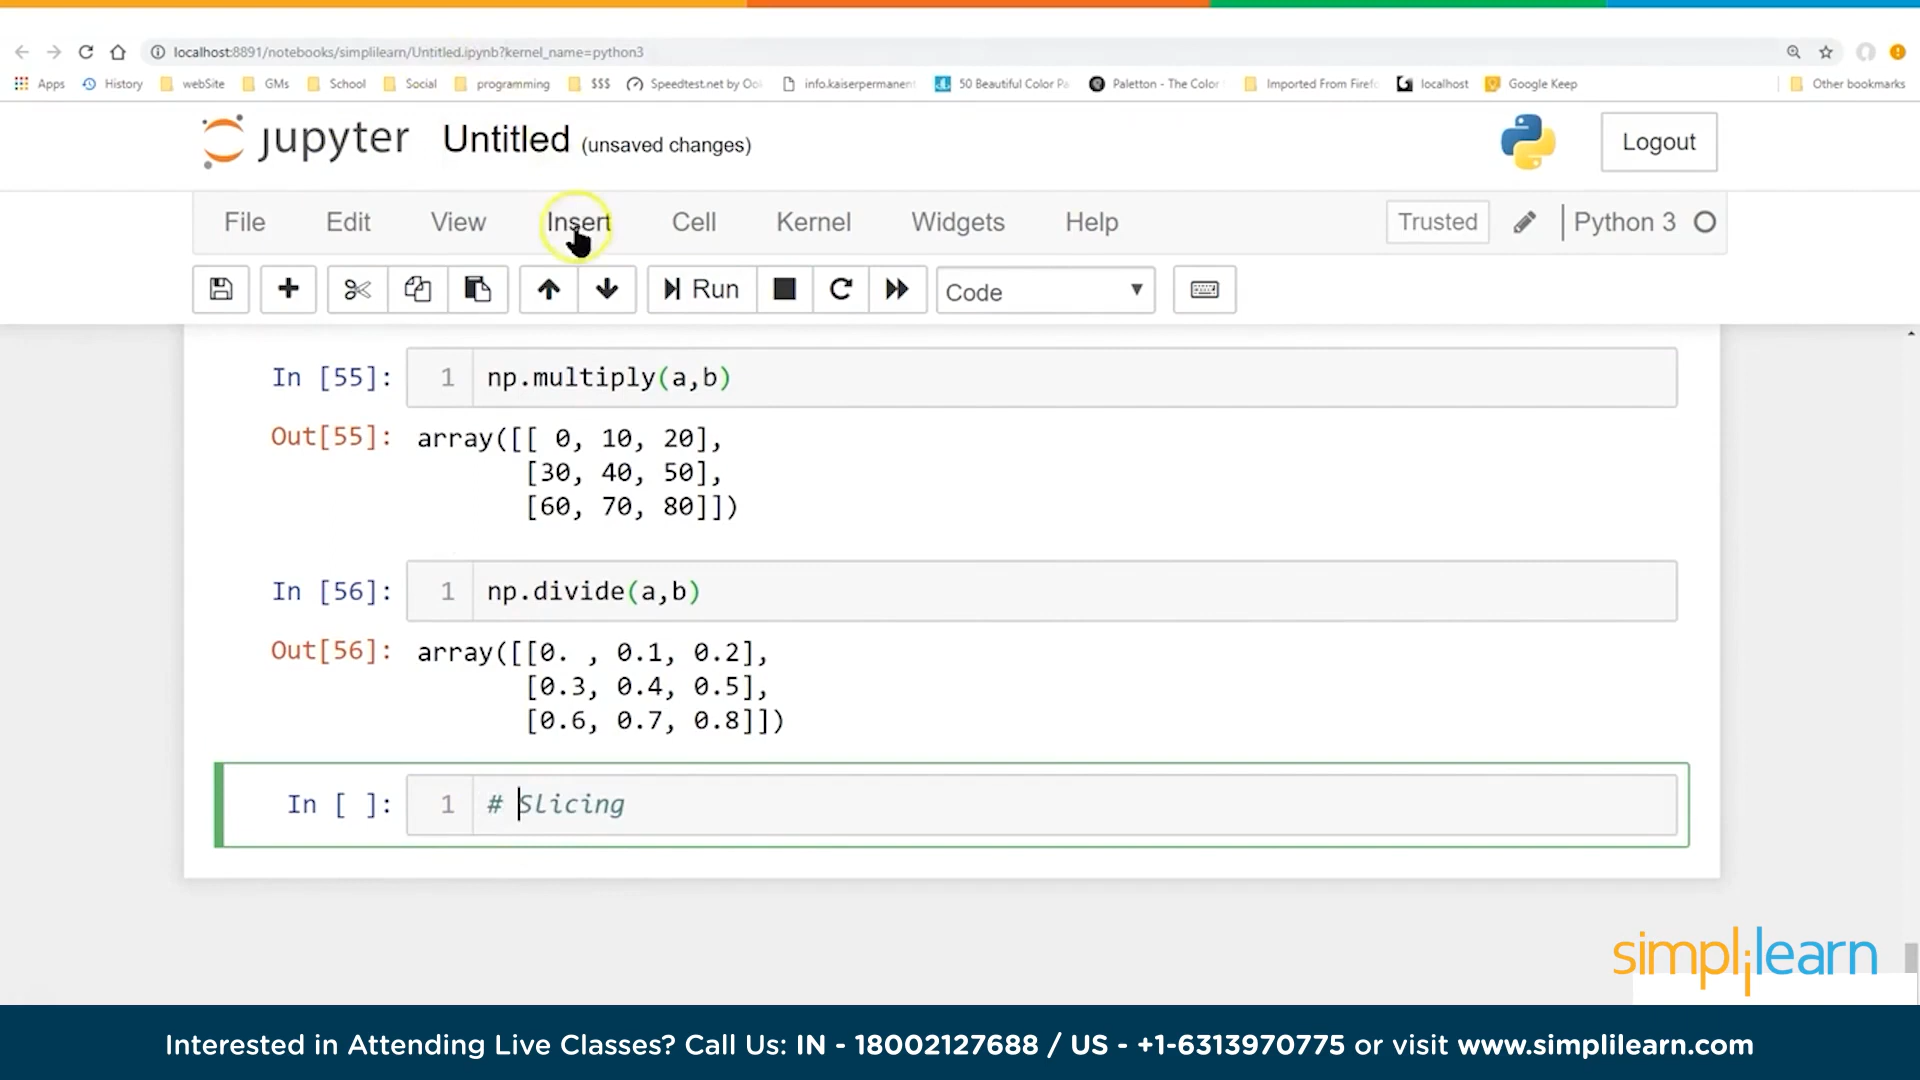 localhost:8891/notebooks/simplilearn/Untitled.ipynb?kernel_name=python3
Apps History webSite GMs School Social programming $$$ Speedtest.net by Ool info.kaiserpermanent 50 Beautiful Color Pa Paletton - The Color Imported From Firefo localhost Google Keep Other bookmarks
jupyter Untitled (unsaved changes) Logout
File Edit View Insert Cell Kernel Widgets Help Trusted Python 3
Run Code
In [55]: 1 np.multiply(a,b)
Out[55]: array([[ 0, 10, 20],
[30, 40, 50],
[60, 70, 80]])
In [56]: 1 np.divide(a,b)
Out[56]: array([[0. , 0.1, 0.2],
[0.3, 0.4, 0.5],
[0.6, 0.7, 0.8]])
In [ ]: 1 # Slicing
simplilearn
Interested in Attending Live Classes? Call Us: IN - 18002127688 / US - +1-6313970775 or visit www.simplilearn.com